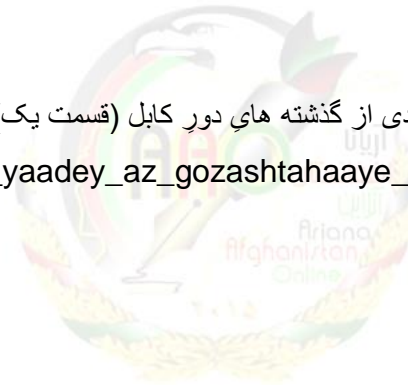 دی از گذشته هایِ دورِ کابل (قسمت یک
yaadey_az_gozashtahaaye_
Ariana
Afghanistan
Online